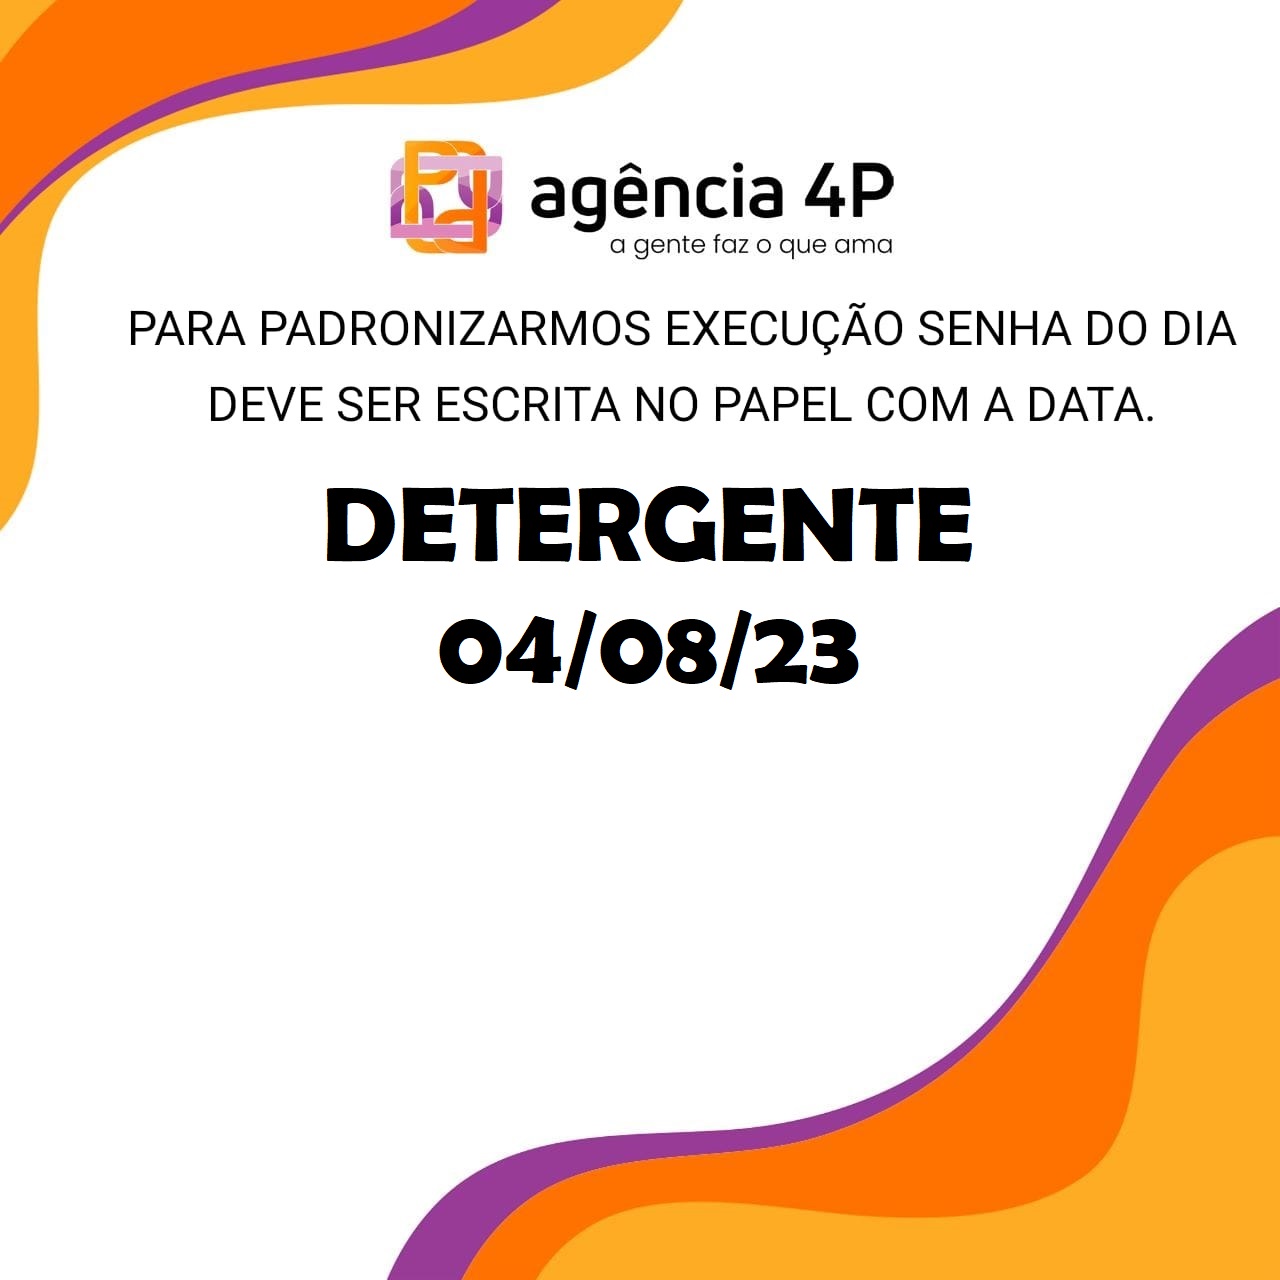 agência 4P
a gente faz o que ama
PARA PADRONIZARMOS EXECUÇÃO SENHA DO DIA
DEVE SER ESCRITA NO PAPEL COM A DATA.
DETERGENTE
04/08/23